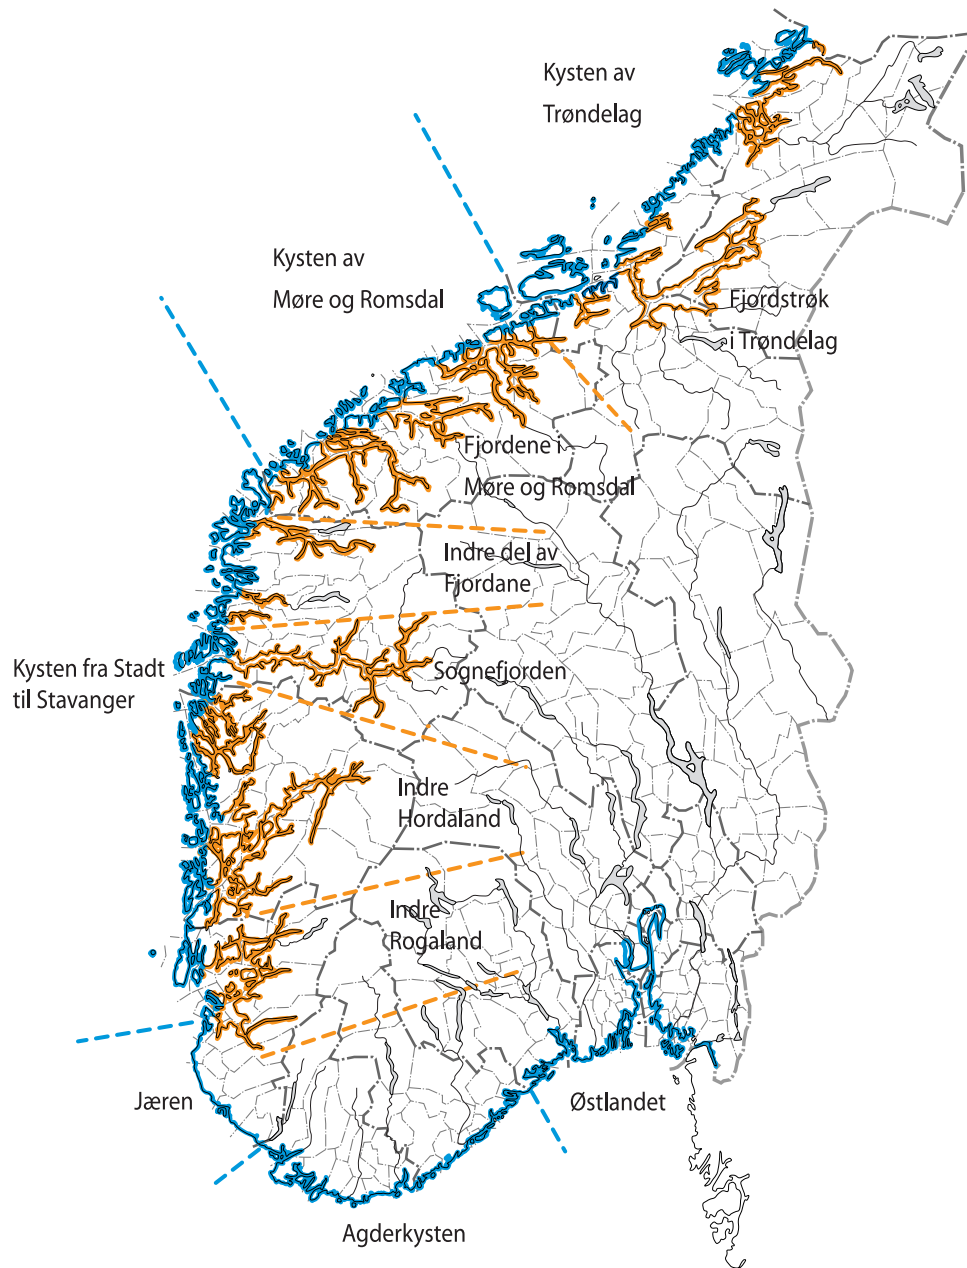 Kysten av
Trøndelag
Kysten av
Møre og Romsdal
Fjordstrøk
i Trøndelag
Fjordene i
Møre og Romsdal
Indre del av
Fjordane
Kysten fra Stadt
til Stavanger
Sognefjorden
Indre
Hordaland
Indre
Rogaland
Jæren
Østlandet
Agderkysten